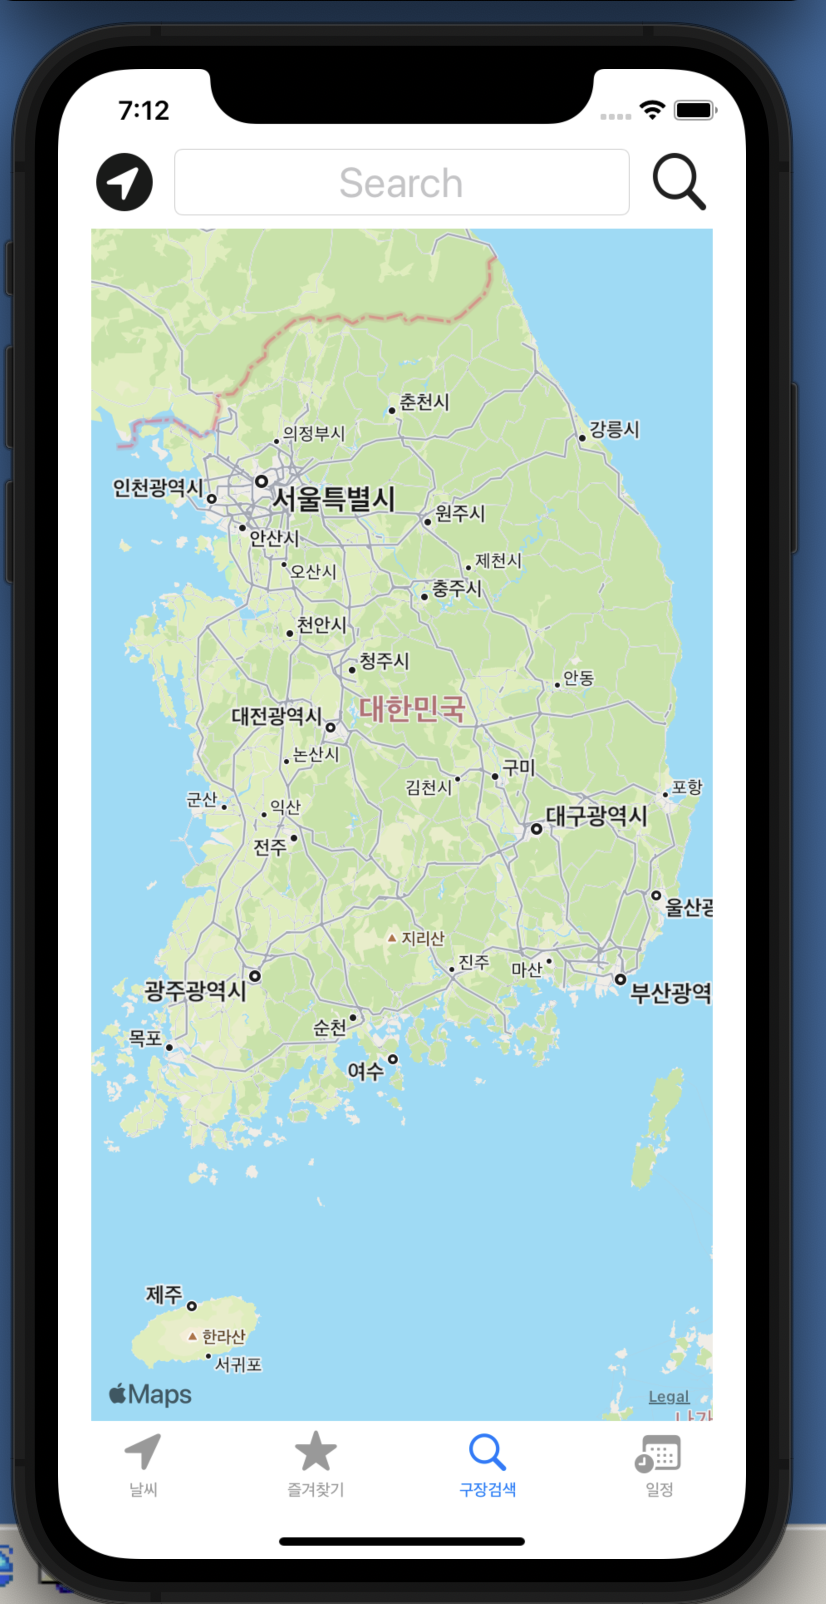 7:12
Search
춘천시
의정부시
강릉시
인천광역시
서울특별시
원주시
안산시
제천시
오산시
충주시
천안시
청주시
안동
대한민국
대전광역시
논산시
구미
김천시
포항
군산
익산
대구광역시
전주
울산광
지리산
진주
마산
광주광역시
부산광역
순천
목포
여수
제주
한라산
서귀포
Maps
Legal
나가
날씨
즐겨찾기
구장검색
일정